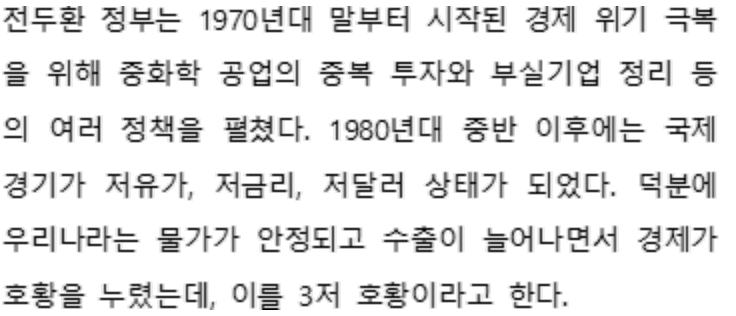 전두환 정부는 1970년대 말부터 시작된 경제 위기 극복
을 위해 중화학 공업의 중복 투자와 부실기업 정리 등
의 여러 정책을 펼쳤다. 1980년대 중반 이후에는 국제
경기가 저유가, 저금리, 저달러 상태가 되었다. 덕분에
우리나라는 물가가 안정되고 수출이 늘어나면서 경제가
호황을 누렸는데, 이를 3저 호황이라고 한다.